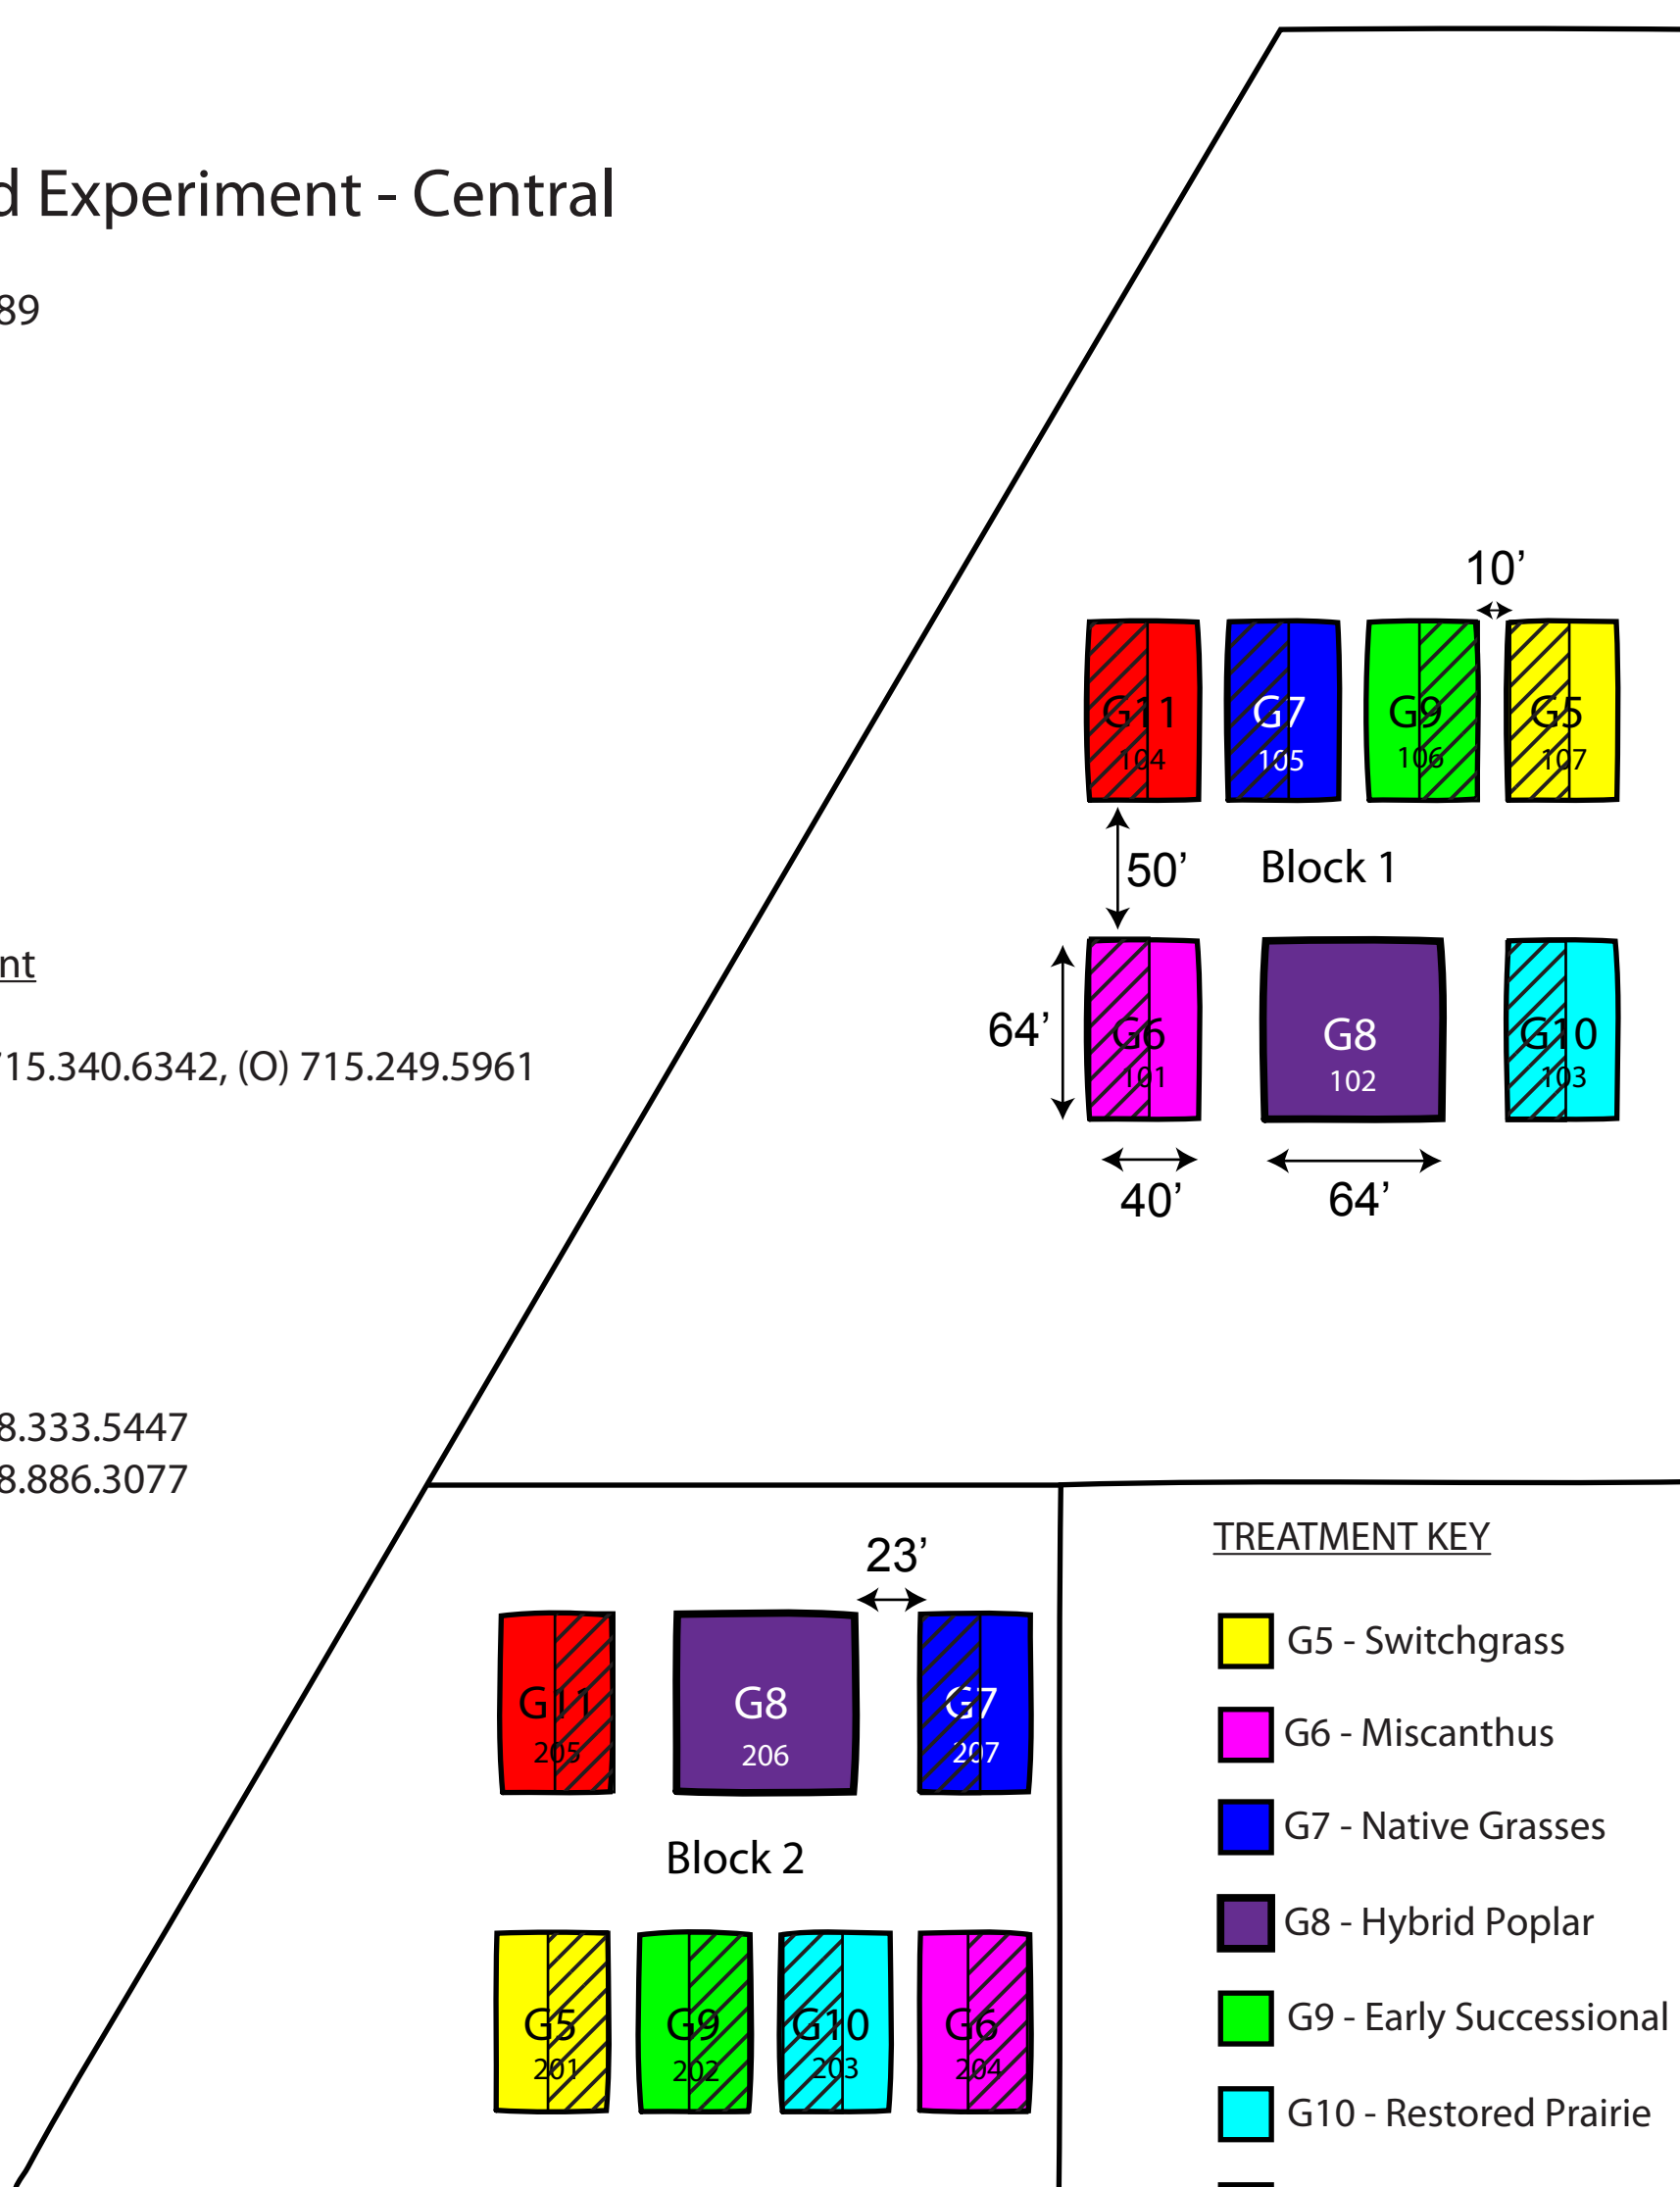 d Experiment - Central
89
nt
715.340.6342, (O) 715.249.5961
8.333.5447
8.886.3077
10’
G11 G7 G9 G5
104 105 106 107
50’ Block 1
64’
G6 G8 G10
101 102 103
40’ 64’
23’
G11 G8 G7
205 206 207
Block 2
G5 G9 G10 G6
201 202 203 204
TREATMENT KEY
G5 - Switchgrass
G6 - Miscanthus
G7 - Native Grasses
G8 - Hybrid Poplar
G9 - Early Successional
G10 - Restored Prairie